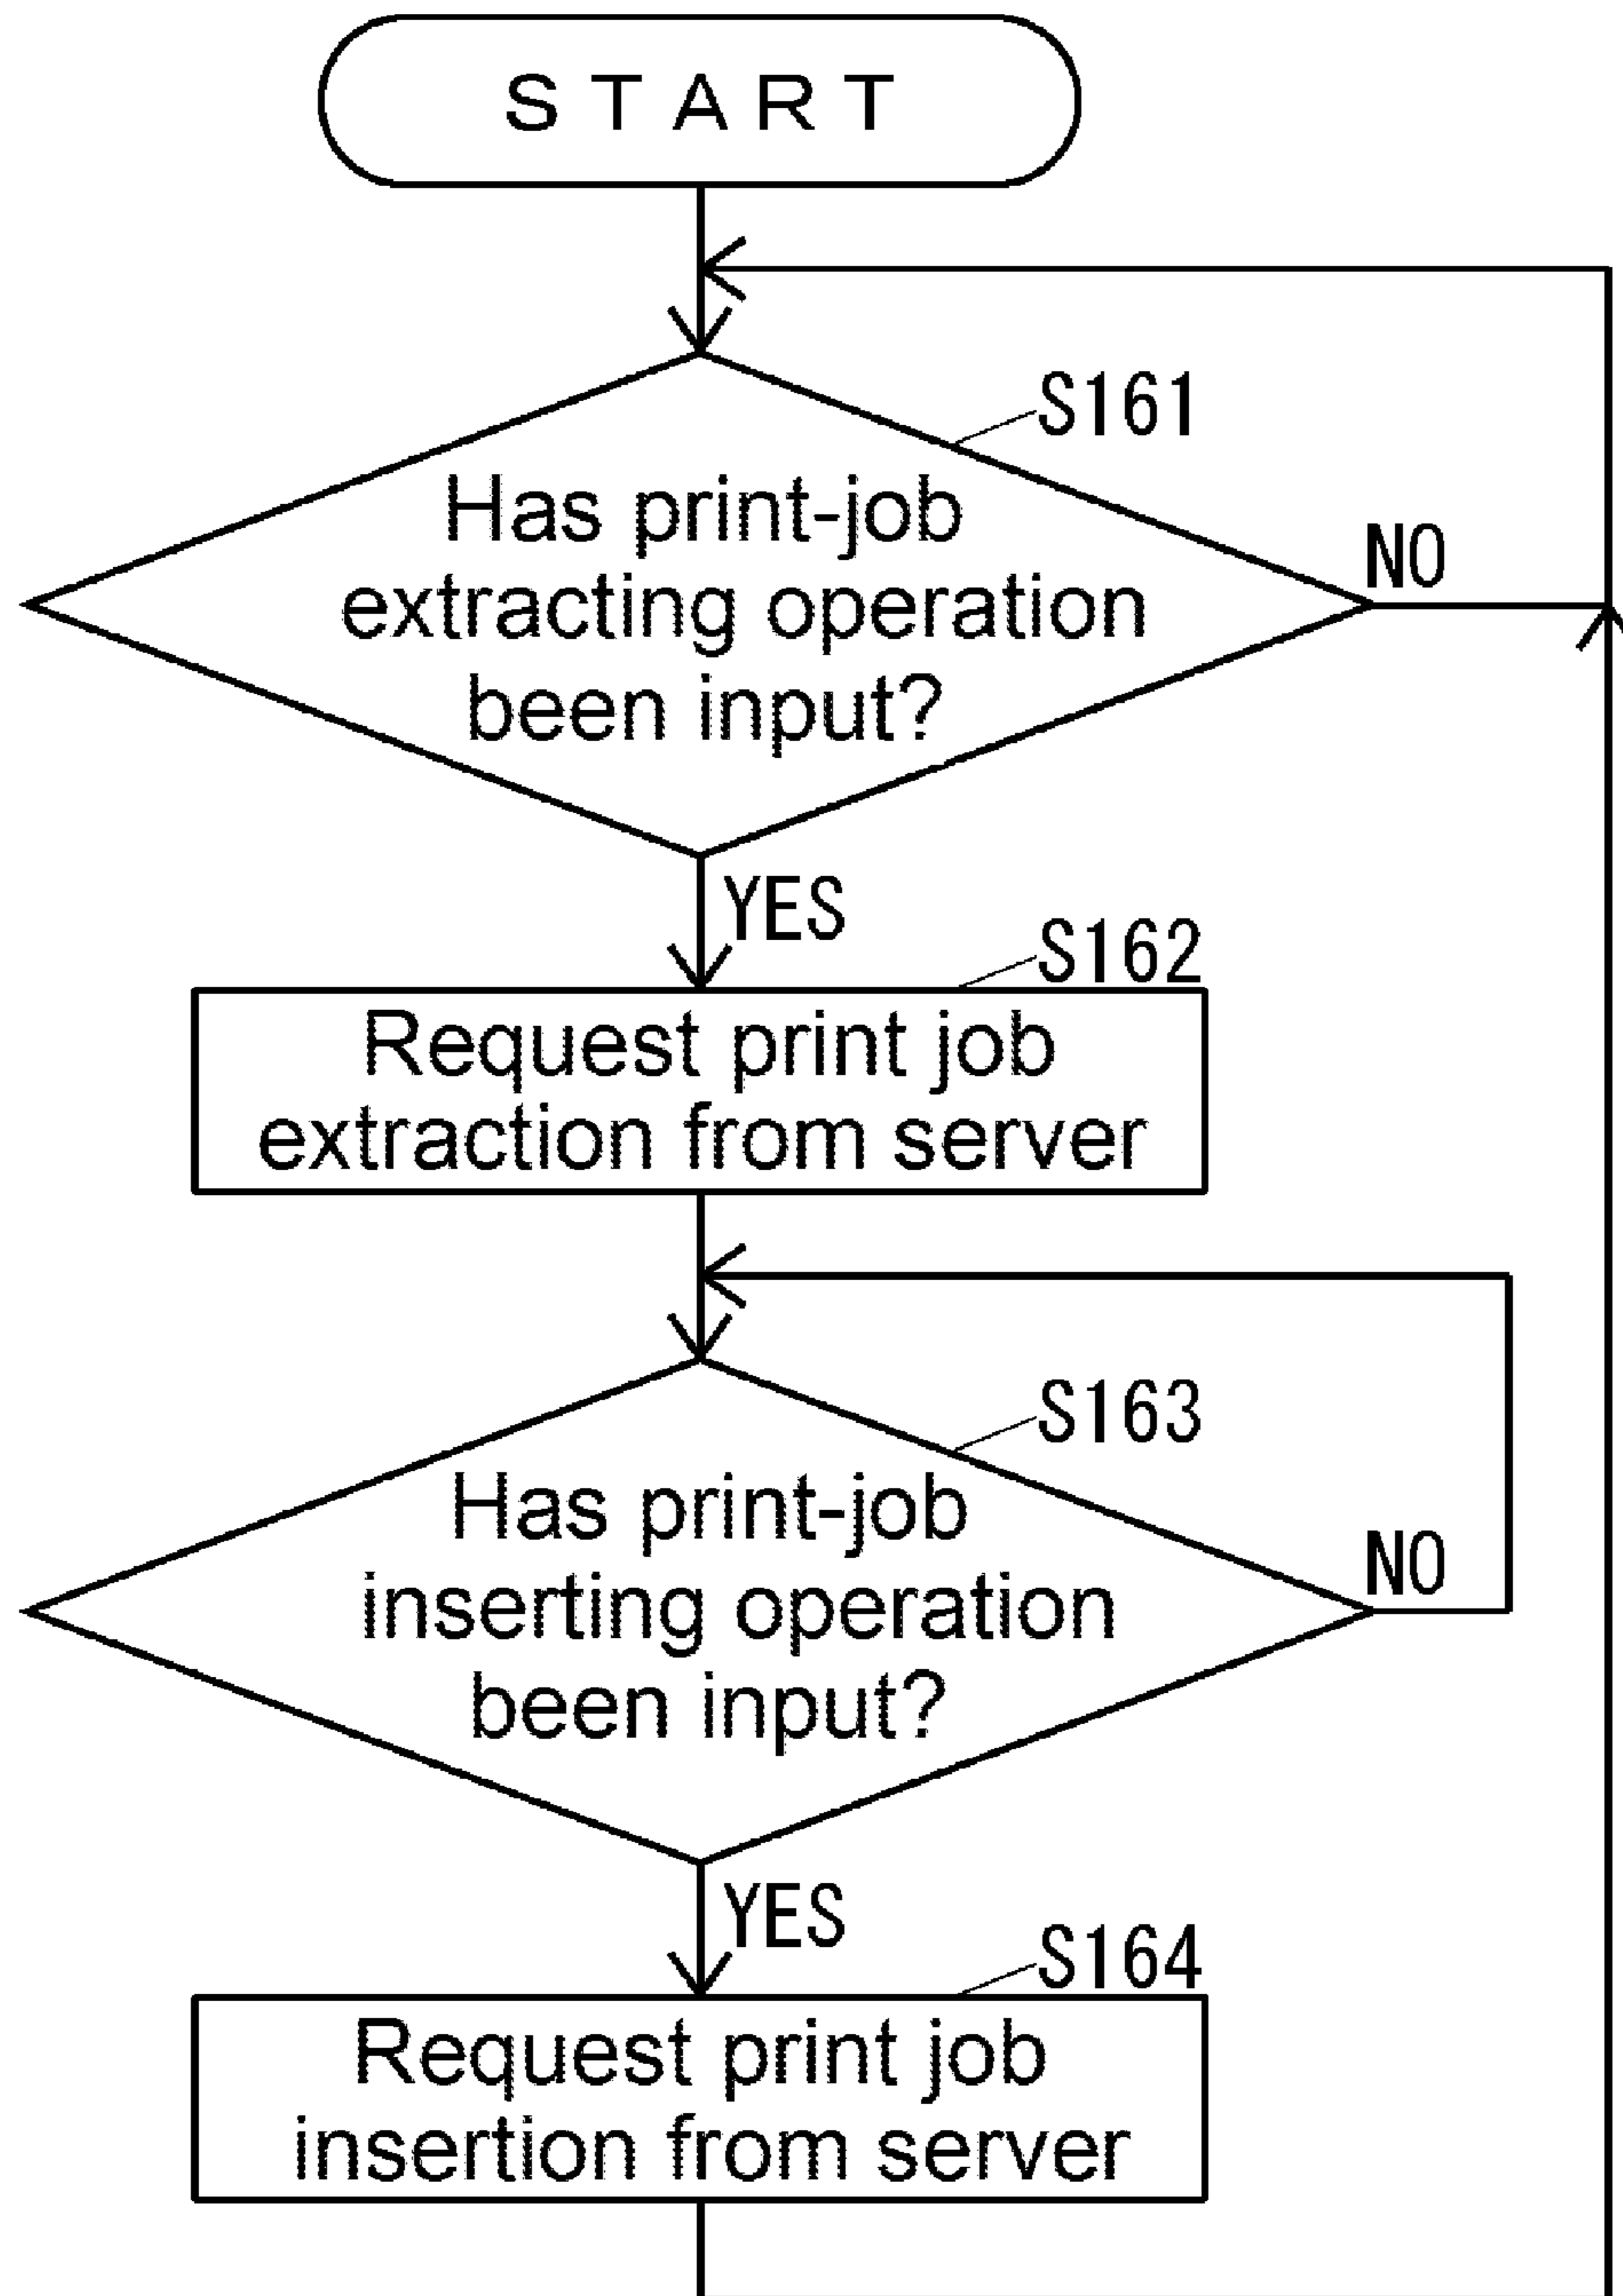 START
S161
Has print-job
extracting operation
been input?
NO
YES
S162
Request print job
extraction from server
S163
Has print-job
inserting operation
been input?
NO
YES
S164
Request print job
insertion from server